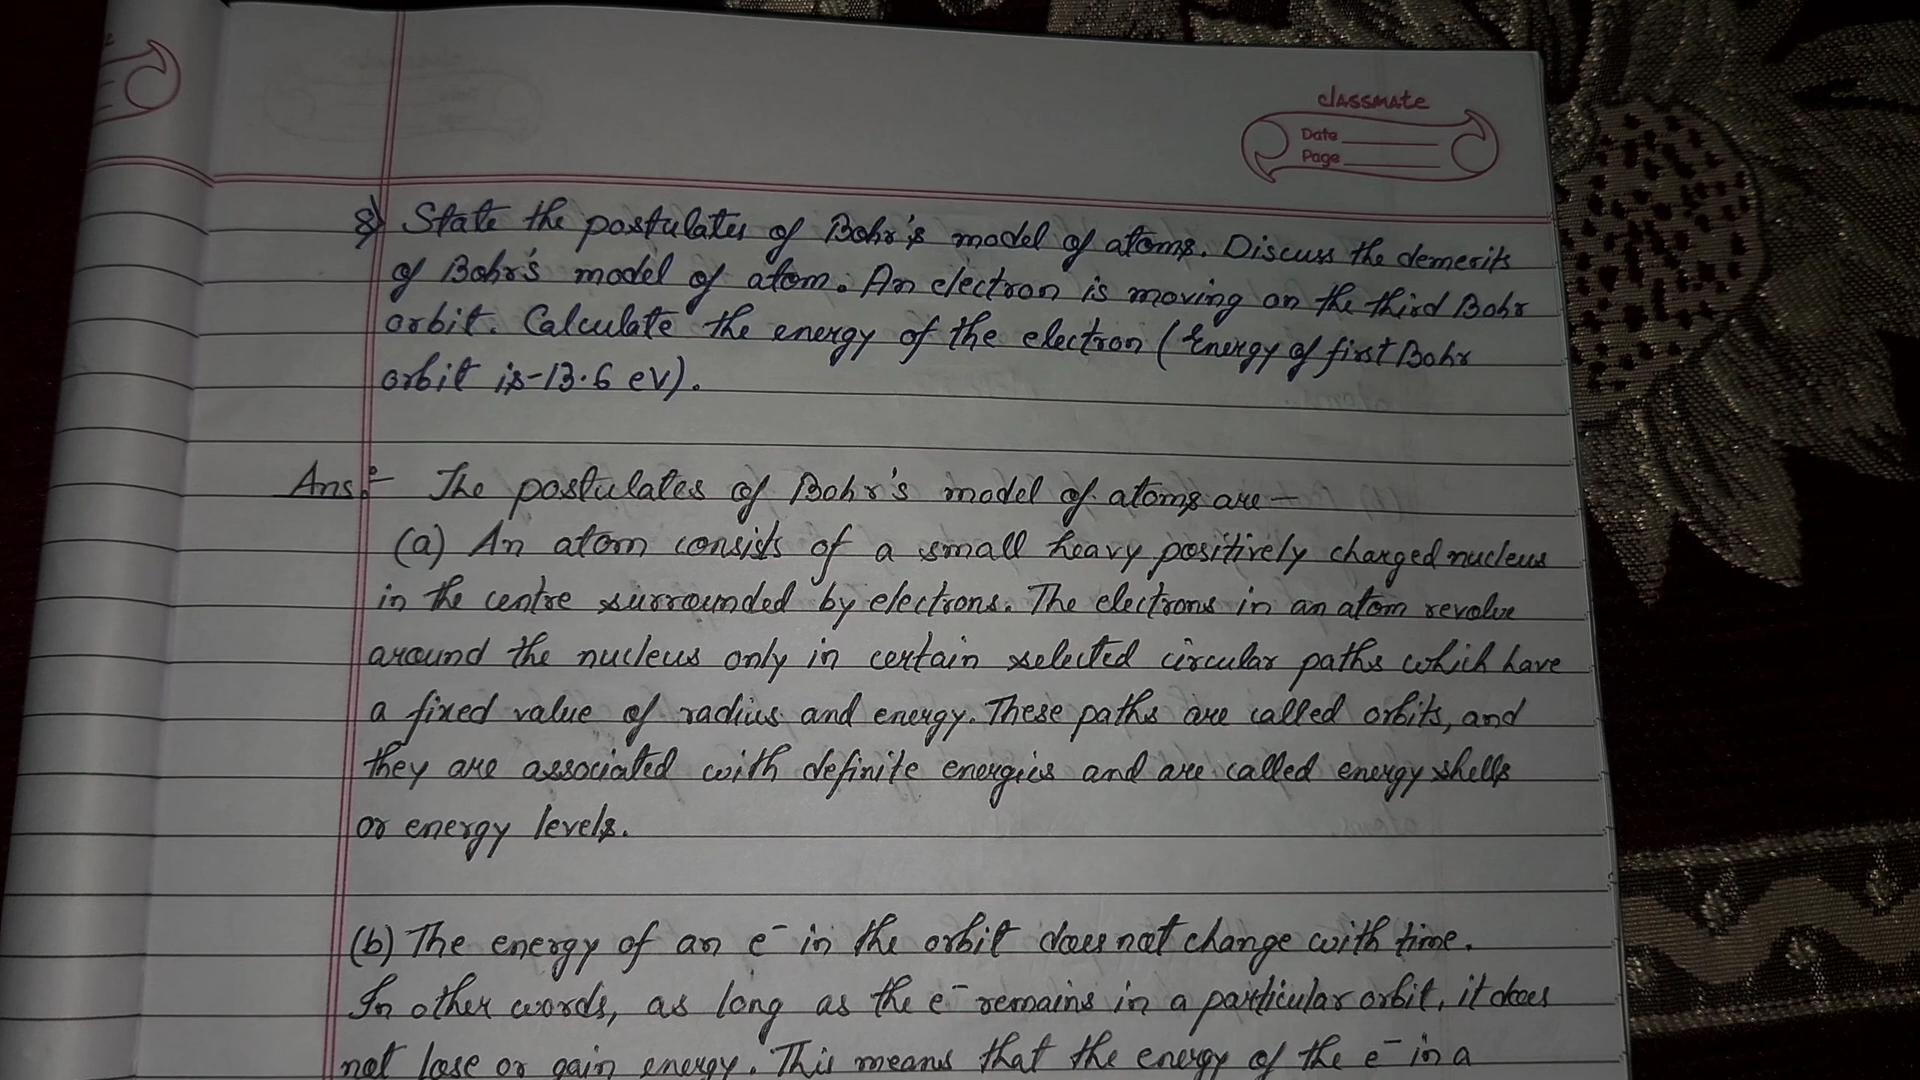 classmate
Date
Page
8) State the postulates of Bohr's model of atoms. Discuss the demerits
of Bohr's model of atom. An electron is moving on the third Bohr
orbit. Calculate the energy of the electron (Energy of first Bohr
orbit is -13.6 eV).
Ans:- The postulates of Bohr's model of atoms are —
(a) An atom consists of a small heavy positively charged nucleus
in the centre surrounded by electrons. The electrons in an atom revolve
around the nucleus only in certain selected circular paths which have
a fixed value of radius and energy. These paths are called orbits, and
they are associated with definite energies and are called energy shells
or energy levels.
(b) The energy of an e⁻ in the orbit does not change with time.
In other words, as long as the e⁻ remains in a particular orbit, it does
not lose or gain energy. This means that the energy of the e⁻ in a